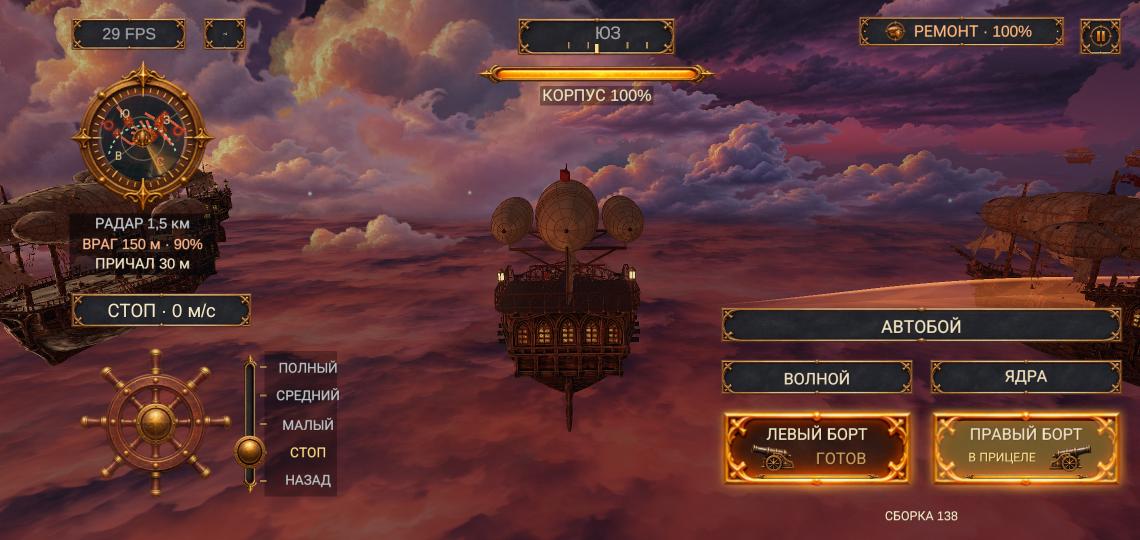 29 FPS
ЮЗ
РЕМОНТ · 100%
КОРПУС 100%
Ю
В
РАДАР 1,5 км
ВРАГ 150 м · 90%
ПРИЧАЛ 30 м
СТОП · 0 м/с
АВТОБОЙ
ПОЛНЫЙ
СРЕДНИЙ
МАЛЫЙ
СТОП
НАЗАД
ВОЛНОЙ
ЯДРА
ЛЕВЫЙ БОРТ
ГОТОВ
ПРАВЫЙ БОРТ
В ПРИЦЕЛЕ
СБОРКА 138